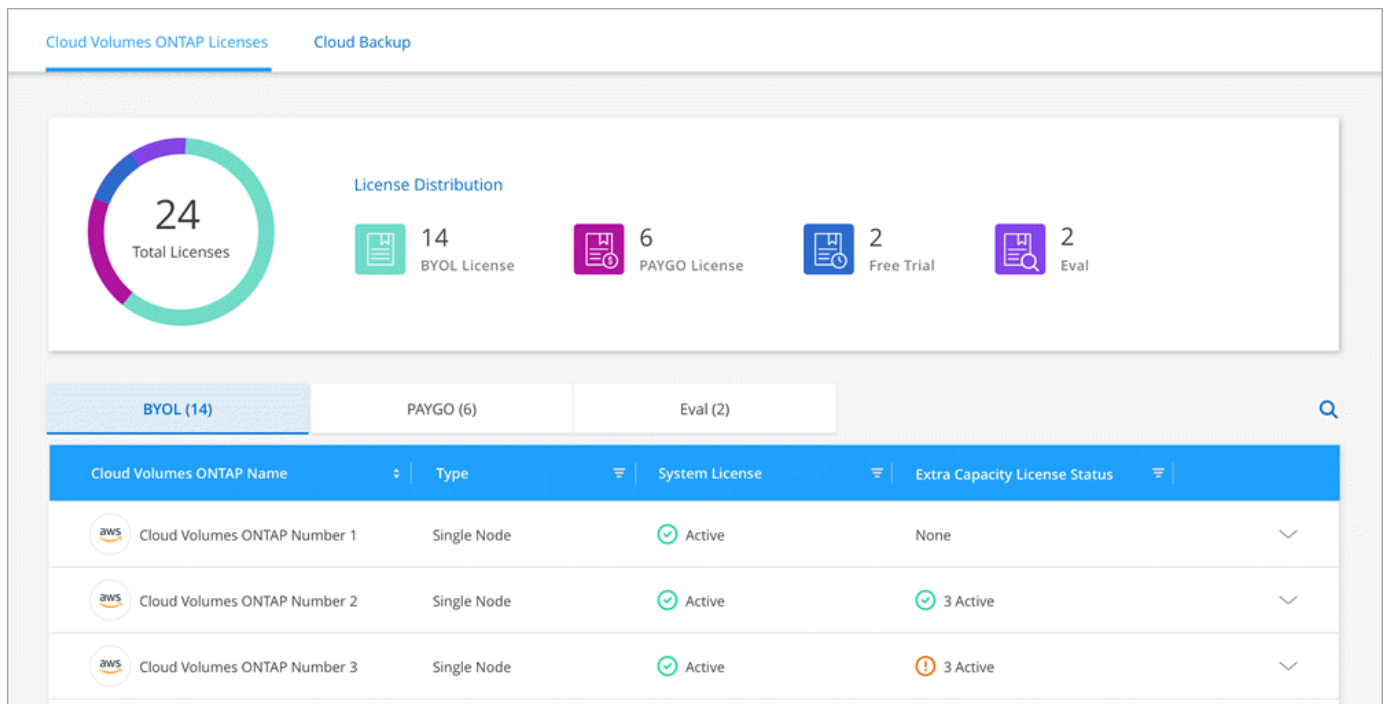 Cloud Volumes ONTAP Licenses Cloud Backup
24
Total Licenses
License Distribution
14
BYOL License
6
PAYGO License
2
Free Trial
2
Eval
BYOL (14) PAYGO (6) Eval (2)
Cloud Volumes ONTAP Name Type System License Extra Capacity License Status
aws Cloud Volumes ONTAP Number 1 Single Node Active None
aws Cloud Volumes ONTAP Number 2 Single Node Active 3 Active
aws Cloud Volumes ONTAP Number 3 Single Node Active 3 Active